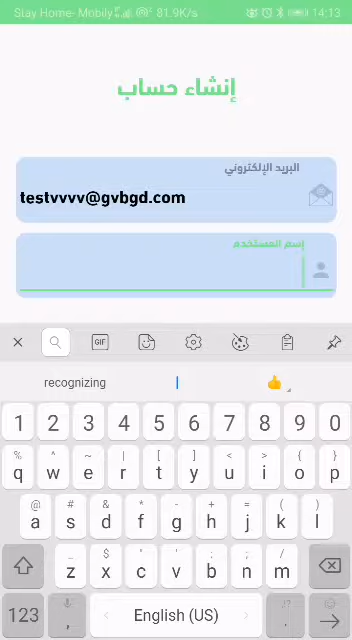 Stay Home- Mobily 81.9K/s 14:13
إنشاء حساب
البريد الإلكتروني
testvvvv@gvbgd.com
إسم المستخدم
GIF
recognizing
1 2 3 4 5 6 7 8 9 0
% ^ ~ | [ ] < > { }
q w e r t y u i o p
@ # & * - + = ( )
a s d f g h j k l
_ $ " ' : ; /
z x c v b n m
123 , English (US) .
!?